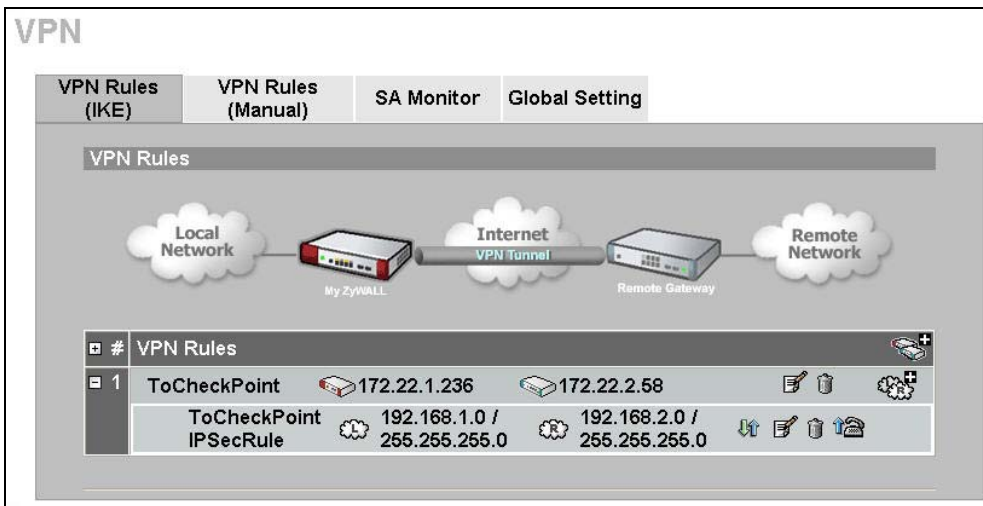 VPN
VPN Rules
(IKE)
VPN Rules
(Manual)
SA Monitor
Global Setting
VPN Rules
Local
Network
My ZyWALL
Internet
VPN Tunnel
Remote Gateway
Remote
Network
# VPN Rules
1 ToCheckPoint 172.22.1.236 172.22.2.58
R
ToCheckPoint
IPSecRule
L
192.168.1.0 /
255.255.255.0
R
192.168.2.0 /
255.255.255.0